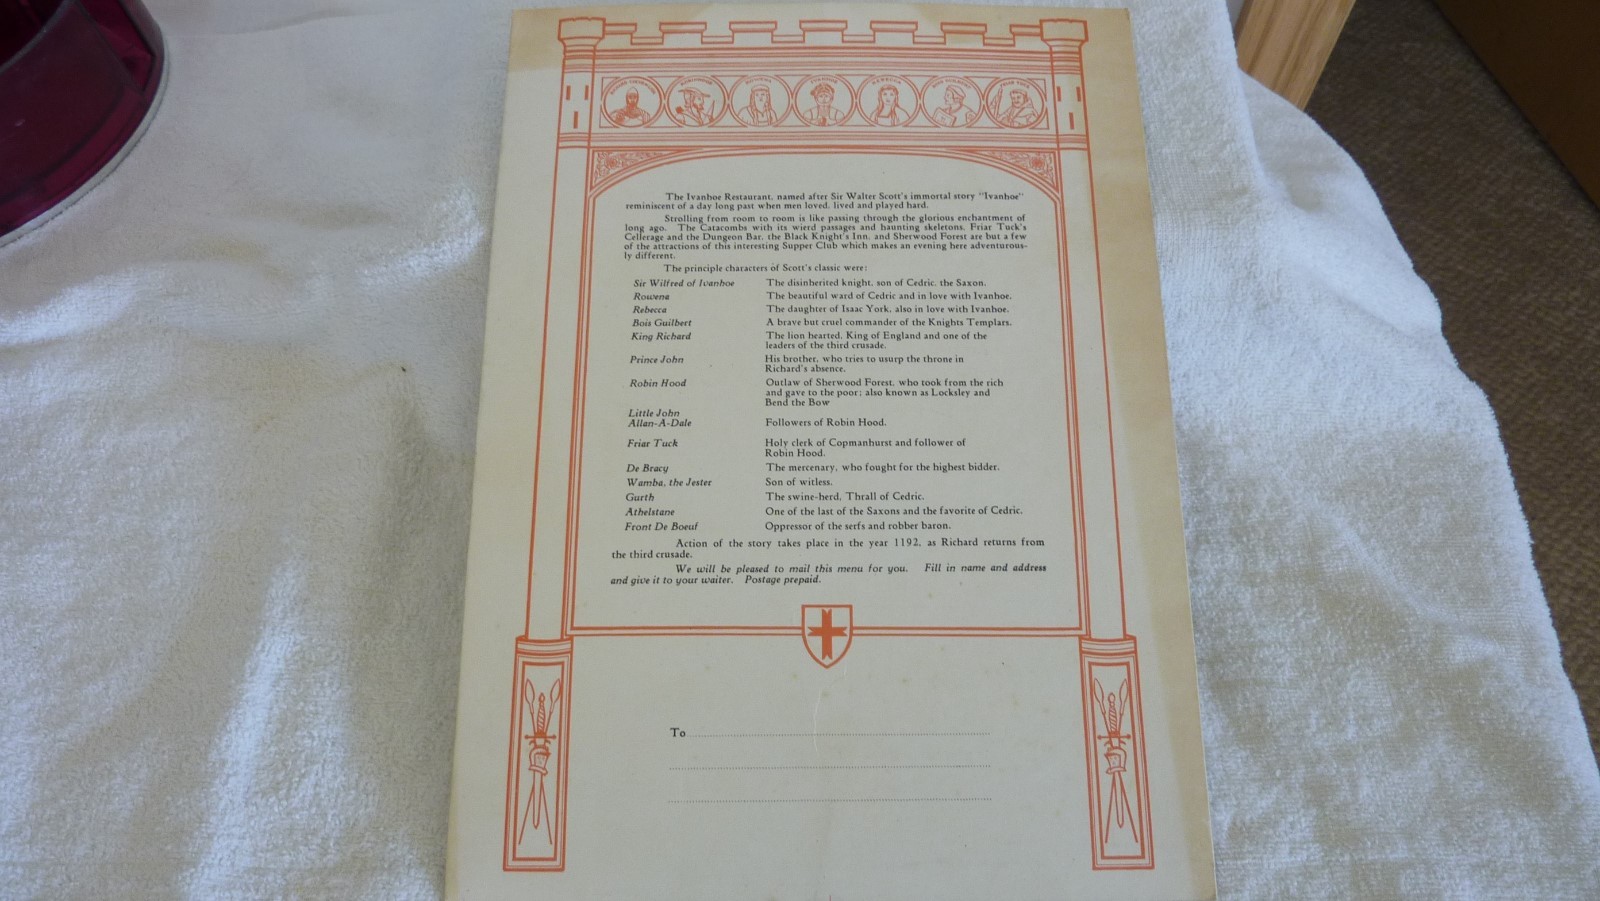 ROWENA IVANHOE REBECCA FRIAR TUCK
The Ivanhoe Restaurant, named after Sir Walter Scott's immortal story "Ivanhoe"
reminiscent of a day long past when men loved, lived and played hard.
Strolling from room to room is like passing through the glorious enchantment of
long ago. The Catacombs with its wierd passages and haunting skeletons, Friar Tuck's
Cellerage and the Dungeon Bar, the Black Knight's Inn, and Sherwood Forest are but a few
of the attractions of this interesting Supper Club which makes an evening here adventurous-
ly different.
The principle characters of Scott's classic were:
Sir Wilfred of Ivanhoe The disinherited knight, son of Cedric, the Saxon.
Rowena The beautiful ward of Cedric and in love with Ivanhoe.
Rebecca The daughter of Isaac York, also in love with Ivanhoe.
Bois Guilbert A brave but cruel commander of the Knights Templars.
King Richard The lion hearted, King of England and one of the
leaders of the third crusade.
Prince John His brother, who tries to usurp the throne in
Richard's absence.
Robin Hood Outlaw of Sherwood Forest, who took from the rich
and gave to the poor; also known as Locksley and
Bend the Bow
Little John
Allan-A-Dale Followers of Robin Hood.
Friar Tuck Holy clerk of Copmanhurst and follower of
Robin Hood.
De Bracy The mercenary, who fought for the highest bidder.
Wamba, the Jester Son of witless.
Gurth The swine-herd, Thrall of Cedric.
Athelstane One of the last of the Saxons and the favorite of Cedric.
Front De Boeuf Oppressor of the serfs and robber baron.
Action of the story takes place in the year 1192, as Richard returns from
the third crusade.
We will be pleased to mail this menu for you. Fill in name and address
and give it to your waiter. Postage prepaid.
To